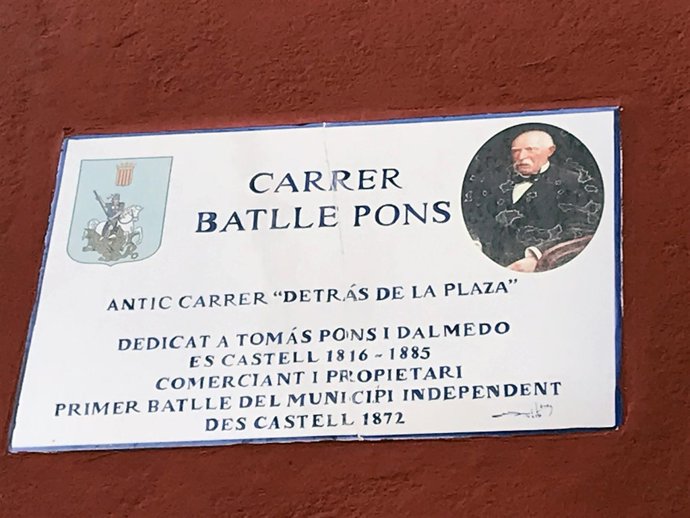 CARRER
BATLLE PONS
ANTIC CARRER "DETRÁS DE LA PLAZA"
DEDICAT A TOMÁS PONS I DALMEDO
ES CASTELL 1816 - 1885
COMERCIANT I PROPIETARI
PRIMER BATLLE DEL MUNICIPI INDEPENDENT
DES CASTELL 1872